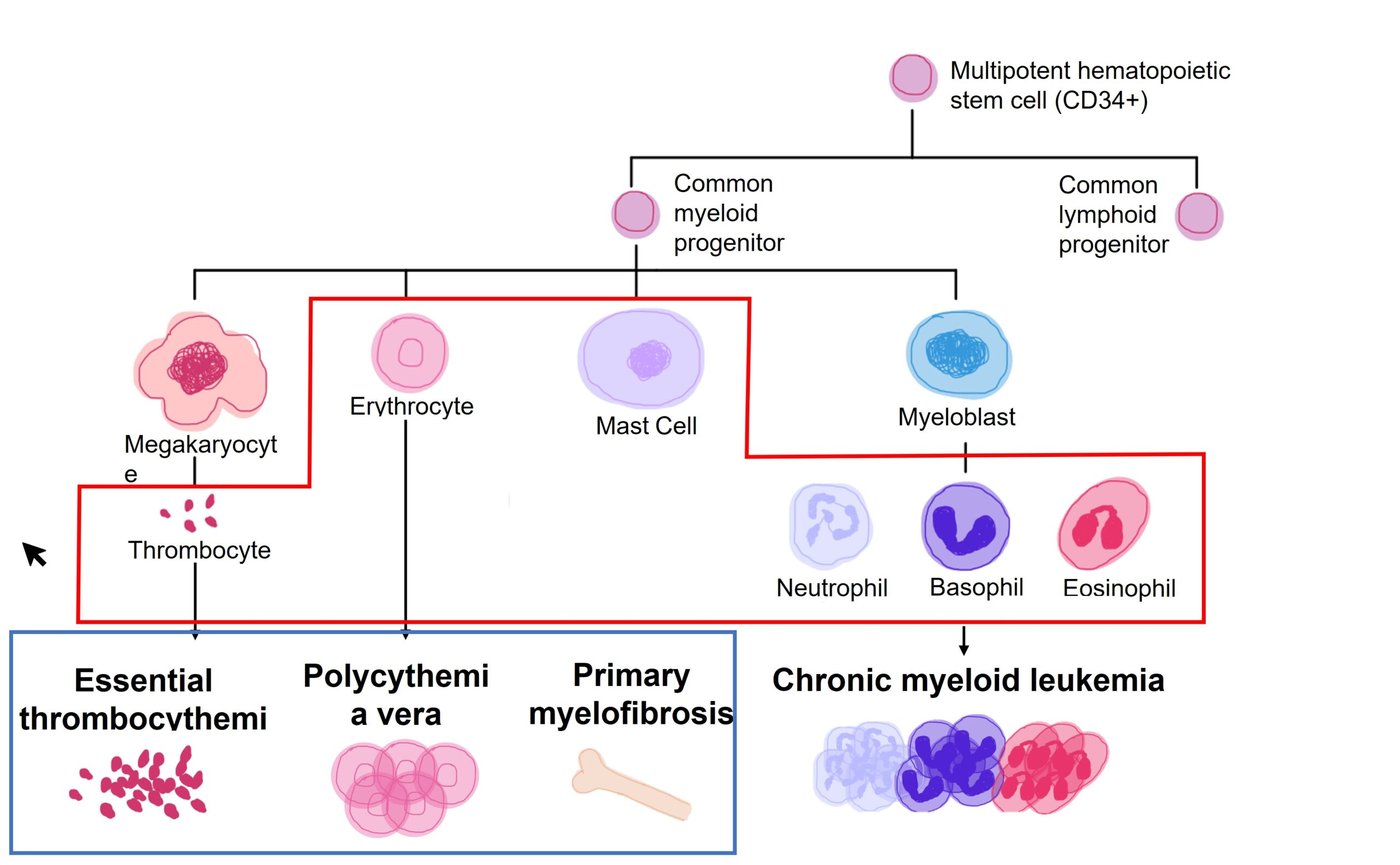 Multipotent hematopoietic
stem cell (CD34+)
Common
myeloid
progenitor
Common
lymphoid
progenitor
Megakaryocyt
e
Erythrocyte
Mast Cell
Myeloblast
Thrombocyte
Neutrophil
Basophil
Eosinophil
Essential
thrombocythemi
Polycythemi
a vera
Primary
myelofibrosis
Chronic myeloid leukemia